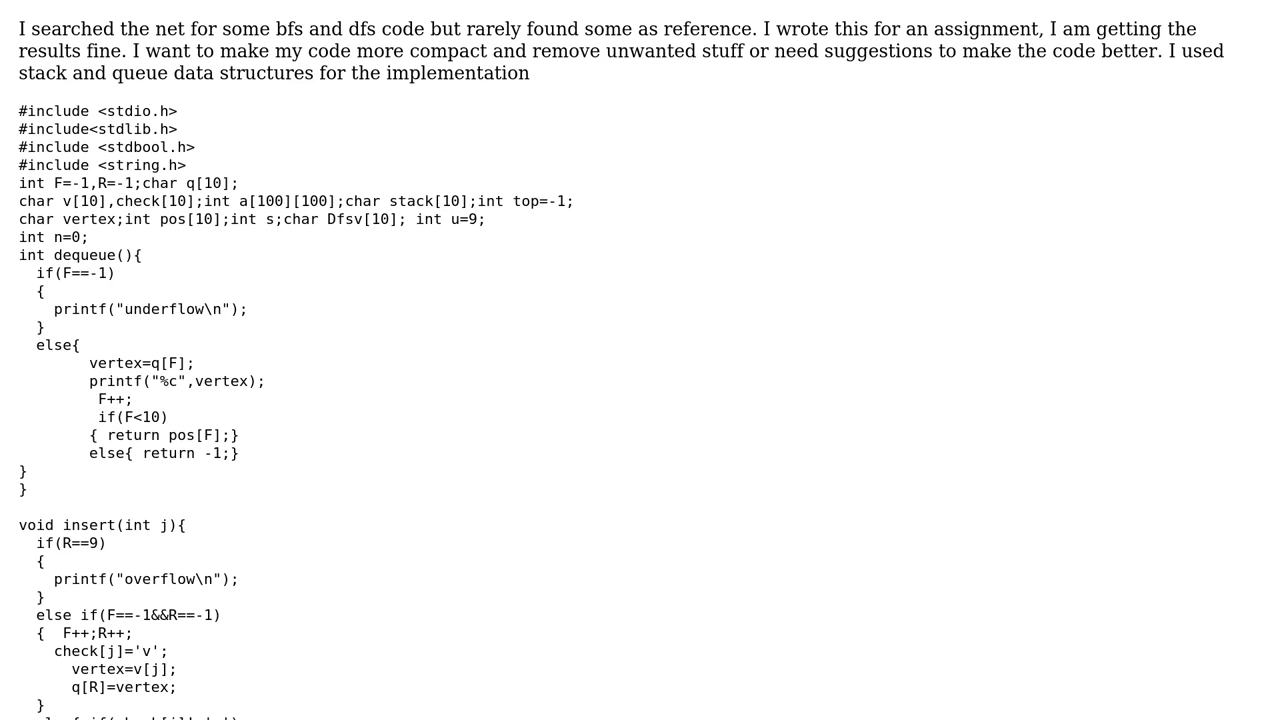 I searched the net for some bfs and dfs code but rarely found some as reference. I wrote this for an assignment, I am getting the
results fine. I want to make my code more compact and remove unwanted stuff or need suggestions to make the code better. I used
stack and queue data structures for the implementation
#include <stdio.h>
#include<stdlib.h>
#include <stdbool.h>
#include <string.h>
int F=-1,R=-1;char q[10];
char v[10],check[10];int a[100][100];char stack[10];int top=-1;
char vertex;int pos[10];int s;char Dfsv[10]; int u=9;
int n=0;
int dequeue(){
  if(F==-1)
  {
    printf("underflow\n");
  }
  else{
        vertex=q[F];
        printf("%c",vertex);
         F++;
         if(F<10)
        { return pos[F];}
        else{ return -1;}
}
}
void insert(int j){
  if(R==9)
  {
    printf("overflow\n");
  }
  else if(F==-1&&R==-1)
  {  F++;R++;
    check[j]='v';
      vertex=v[j];
      q[R]=vertex;
  }